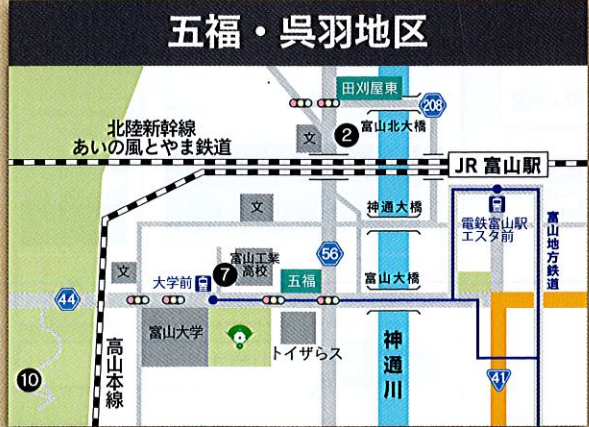 五福・呉羽地区
田刈屋東
208
北陸新幹線
あいの風とやま鉄道
文
2
富山北大橋
JR 富山駅
文
神通大橋
電鉄富山駅
エスタ前
富山地方鉄道
文
大学前
7
富山工業
高校
五福
56
富山大橋
44
富山大学
トイザらス
神通川
高山本線
10
41